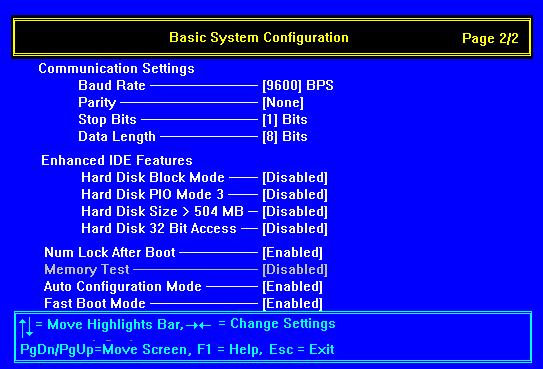 Basic System Configuration Page 2/2
Communication Settings
Baud Rate [9600] BPS
Parity [None]
Stop Bits [1] Bits
Data Length [8] Bits
Enhanced IDE Features
Hard Disk Block Mode [Disabled]
Hard Disk PIO Mode 3 [Disabled]
Hard Disk Size > 504 MB [Disabled]
Hard Disk 32 Bit Access [Disabled]
Num Lock After Boot [Enabled]
Memory Test [Disabled]
Auto Configuration Mode [Enabled]
Fast Boot Mode [Enabled]
↑↓ = Move Highlights Bar, →← = Change Settings
PgDn/PgUp=Move Screen, F1 = Help, Esc = Exit